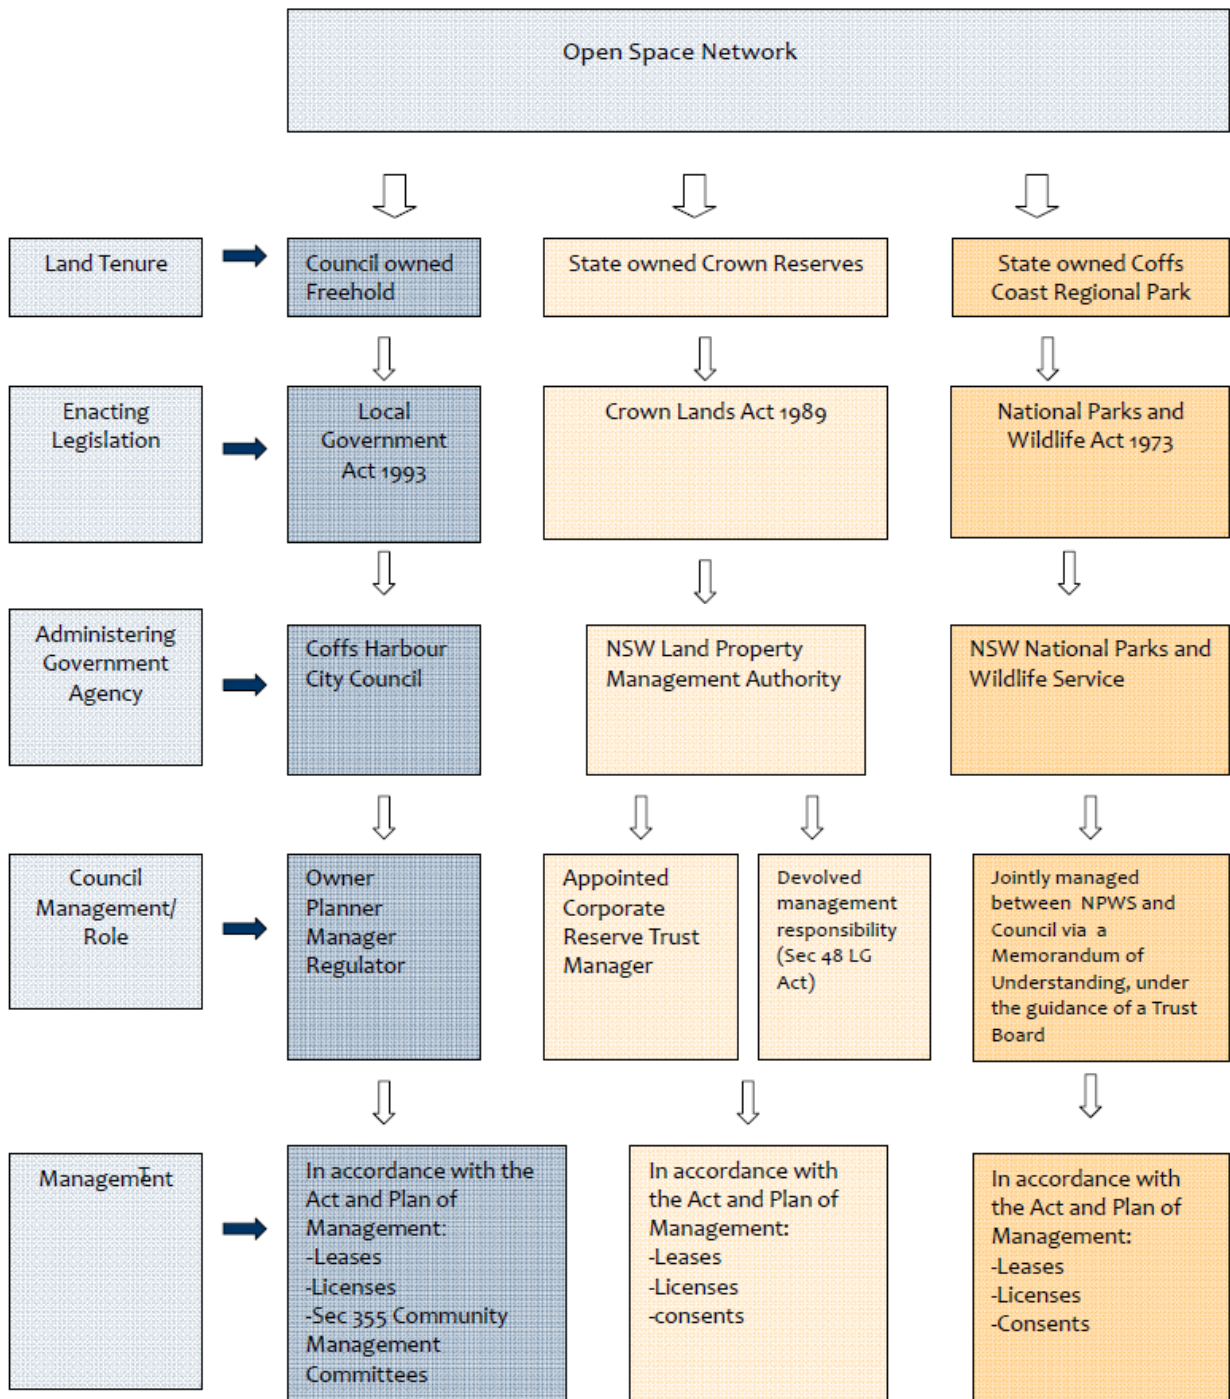 Open Space Network
Land Tenure
Council owned
Freehold
State owned Crown Reserves
State owned Coffs
Coast Regional Park
Enacting
Legislation
Local
Government
Act 1993
Crown Lands Act 1989
National Parks and
Wildlife Act 1973
Administering
Government
Agency
Coffs Harbour
City Council
NSW Land Property
Management Authority
NSW National Parks and
Wildlife Service
Council
Management/
Role
Owner
Planner
Manager
Regulator
Appointed
Corporate
Reserve Trust
Manager
Devolved
management
responsibility
(Sec 48 LG
Act)
Jointly managed
between NPWS and
Council via a
Memorandum of
Understanding, under
the guidance of a Trust
Board
Management
In accordance with the
Act and Plan of
Management:
-Leases
-Licenses
-Sec 355 Community
Management
Committees
In accordance with
the Act and Plan of
Management:
-Leases
-Licenses
-consents
In accordance with
the Act and Plan of
Management:
-Leases
-Licenses
-Consents